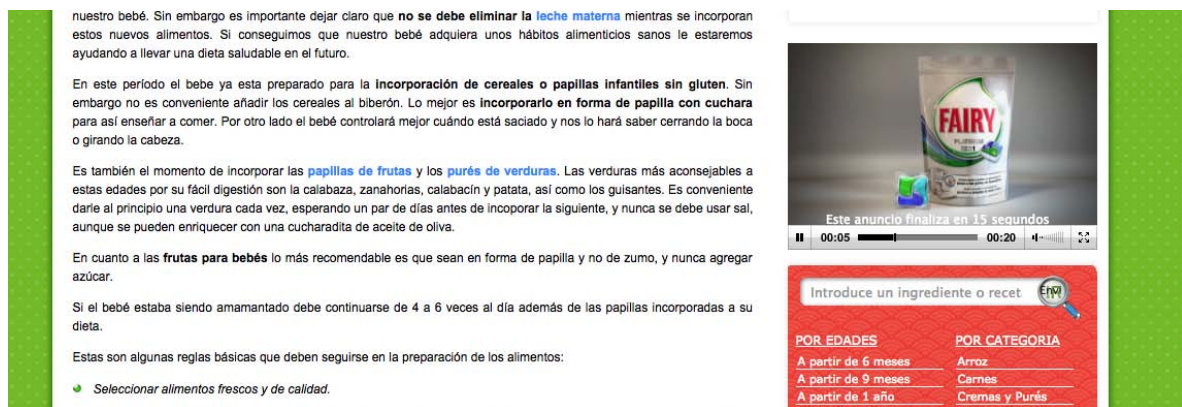 nuestro bebé. Sin embargo es importante dejar claro que no se debe eliminar la leche materna mientras se incorporan
estos nuevos alimentos. Si conseguimos que nuestro bebé adquiera unos hábitos alimenticios sanos le estaremos
ayudando a llevar una dieta saludable en el futuro.
En este período el bebe ya esta preparado para la incorporación de cereales o papillas infantiles sin gluten. Sin
embargo no es conveniente añadir los cereales al biberón. Lo mejor es incorporarlo en forma de papilla con cuchara
para así enseñar a comer. Por otro lado el bebé controlará mejor cuándo está saciado y nos lo hará saber cerrando la boca
o girando la cabeza.
Es también el momento de incorporar las papillas de frutas y los purés de verduras. Las verduras más aconsejables a
estas edades por su fácil digestión son la calabaza, zanahorias, calabacín y patata, así como los guisantes. Es conveniente
darle al principio una verdura cada vez, esperando un par de días antes de incoporar la siguiente, y nunca se debe usar sal,
aunque se pueden enriquecer con una cucharadita de aceite de oliva.
En cuanto a las frutas para bebés lo más recomendable es que sean en forma de papilla y no de zumo, y nunca agregar
azúcar.
Si el bebé estaba siendo amamantado debe continuarse de 4 a 6 veces al día además de las papillas incorporadas a su
dieta.
Estas son algunas reglas básicas que deben seguirse en la preparación de los alimentos:
Seleccionar alimentos frescos y de calidad.
FAIRY
PLATINUM
Este anuncio finaliza en 15 segundos
00:05 00:20
Introduce un ingrediente o recet Envi
POR EDADES POR CATEGORIA
A partir de 6 meses Arroz
A partir de 9 meses Carnes
A partir de 1 año Cremas y Purés